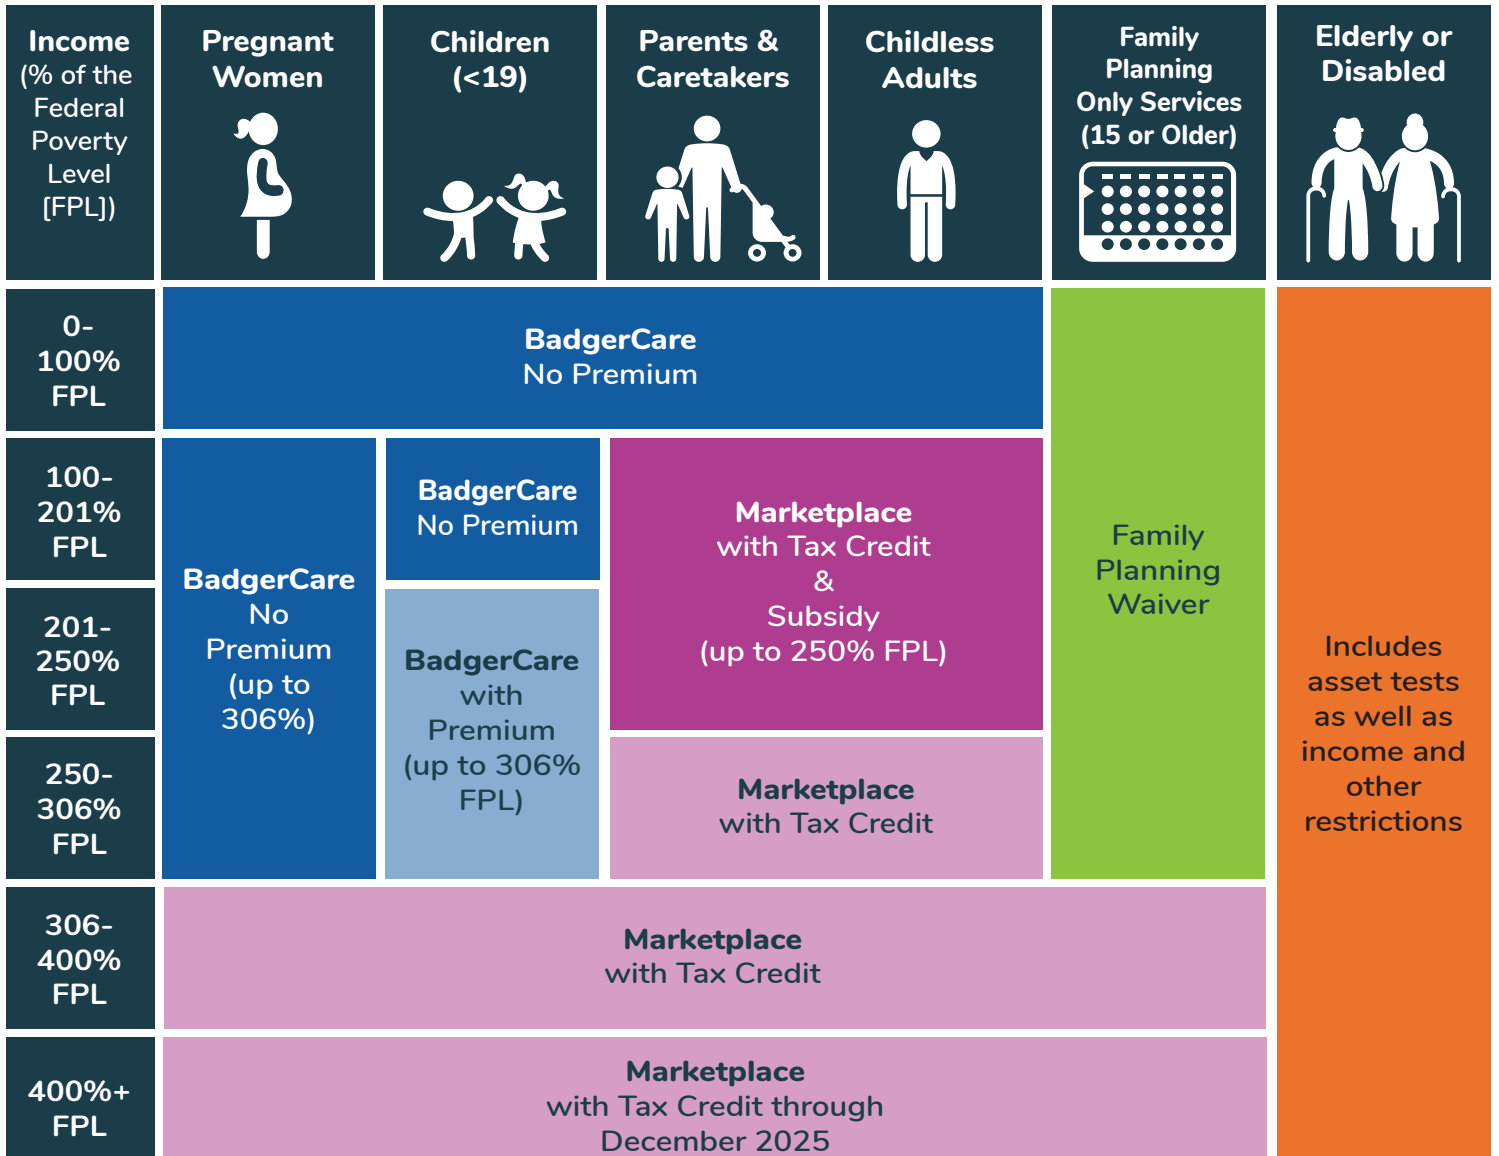 Income
(% of the
Federal
Poverty
Level
[FPL])
Pregnant
Women
Children
(<19)
Parents &
Caretakers
Childless
Adults
Family
Planning
Only Services
(15 or Older)
Elderly or
Disabled
0-
100%
FPL
BadgerCare
No Premium
100-
201%
FPL
201-
250%
FPL
250-
306%
FPL
BadgerCare
No
Premium
(up to
306%)
BadgerCare
No Premium
BadgerCare
with
Premium
(up to 306%
FPL)
Marketplace
with Tax Credit
&
Subsidy
(up to 250% FPL)
Marketplace
with Tax Credit
Family
Planning
Waiver
Includes
asset tests
as well as
income and
other
restrictions
306-
400%
FPL
Marketplace
with Tax Credit
400%+
FPL
Marketplace
with Tax Credit through
December 2025